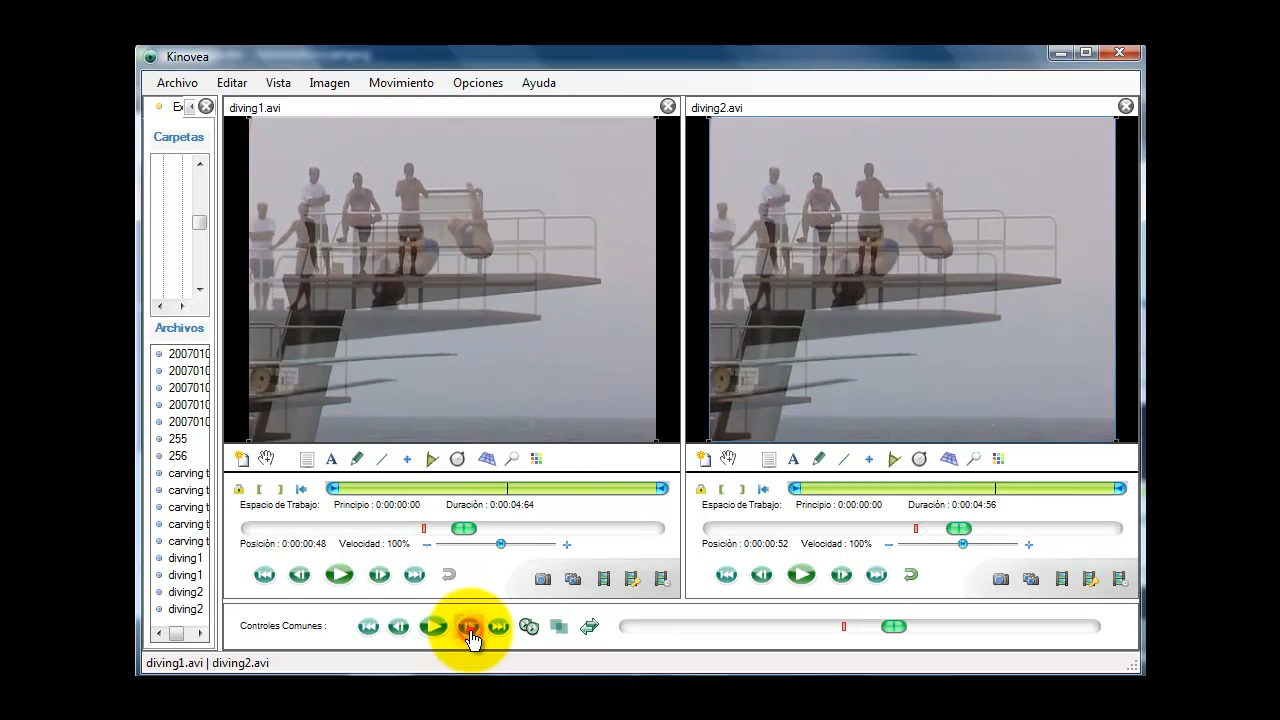 Kinovea
Archivo Editar Vista Imagen Movimiento Opciones Ayuda
Ex
diving1.avi
diving2.avi
Carpetas
Archivos
2007010
2007010
2007010
2007010
2007010
255
256
carving t
carving t
carving t
carving t
carving t
diving1
diving1
diving2
diving2
A
A
Espacio de Trabajo: Principio : 0:00:00:00 Duración : 0:00:04:64
Posición : 0:00:00:48 Velocidad : 100%
Espacio de Trabajo: Principio : 0:00:00:00 Duración : 0:00:04:56
Posición : 0:00:00:52 Velocidad : 100%
Controles Comunes :
diving1.avi | diving2.avi